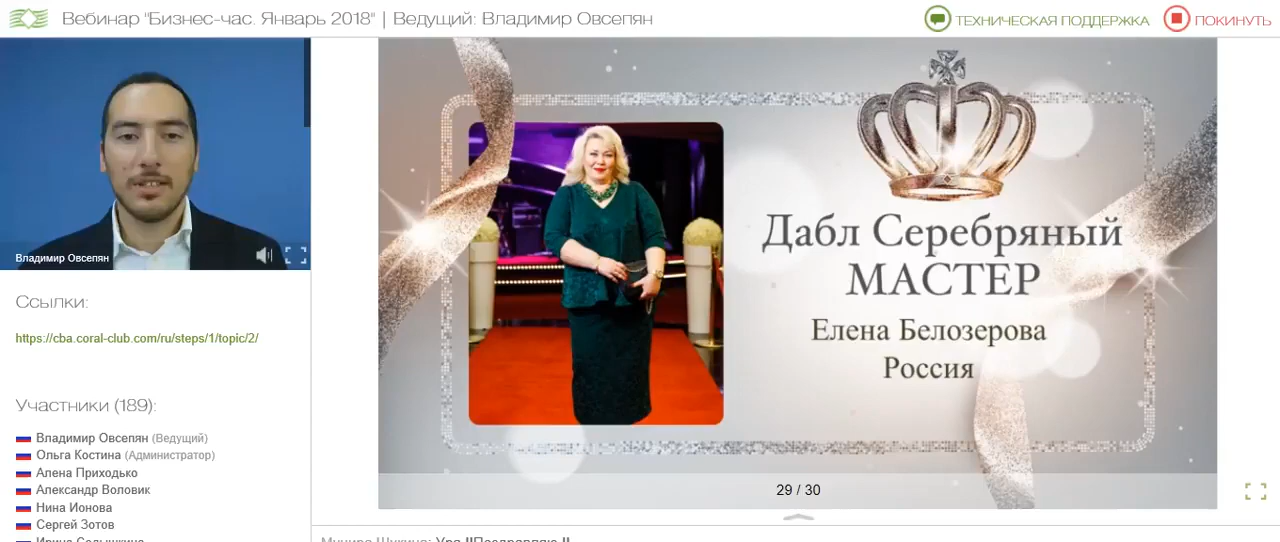 Вебинар "Бизнес-час. Январь 2018" | Ведущий: Владимир Овсепян
ТЕХНИЧЕСКАЯ ПОДДЕРЖКА
ПОКИНУТЬ
Владимир Овсепян
Ссылки:
https://cba.coral-club.com/ru/steps/1/topic/2/
Участники (189):
Владимир Овсепян (Ведущий)
Ольга Костина (Администратор)
Алена Приходько
Александр Воловик
Нина Ионова
Сергей Зотов
Дабл Серебряный
МАСТЕР
Елена Белозерова
Россия
29 / 30